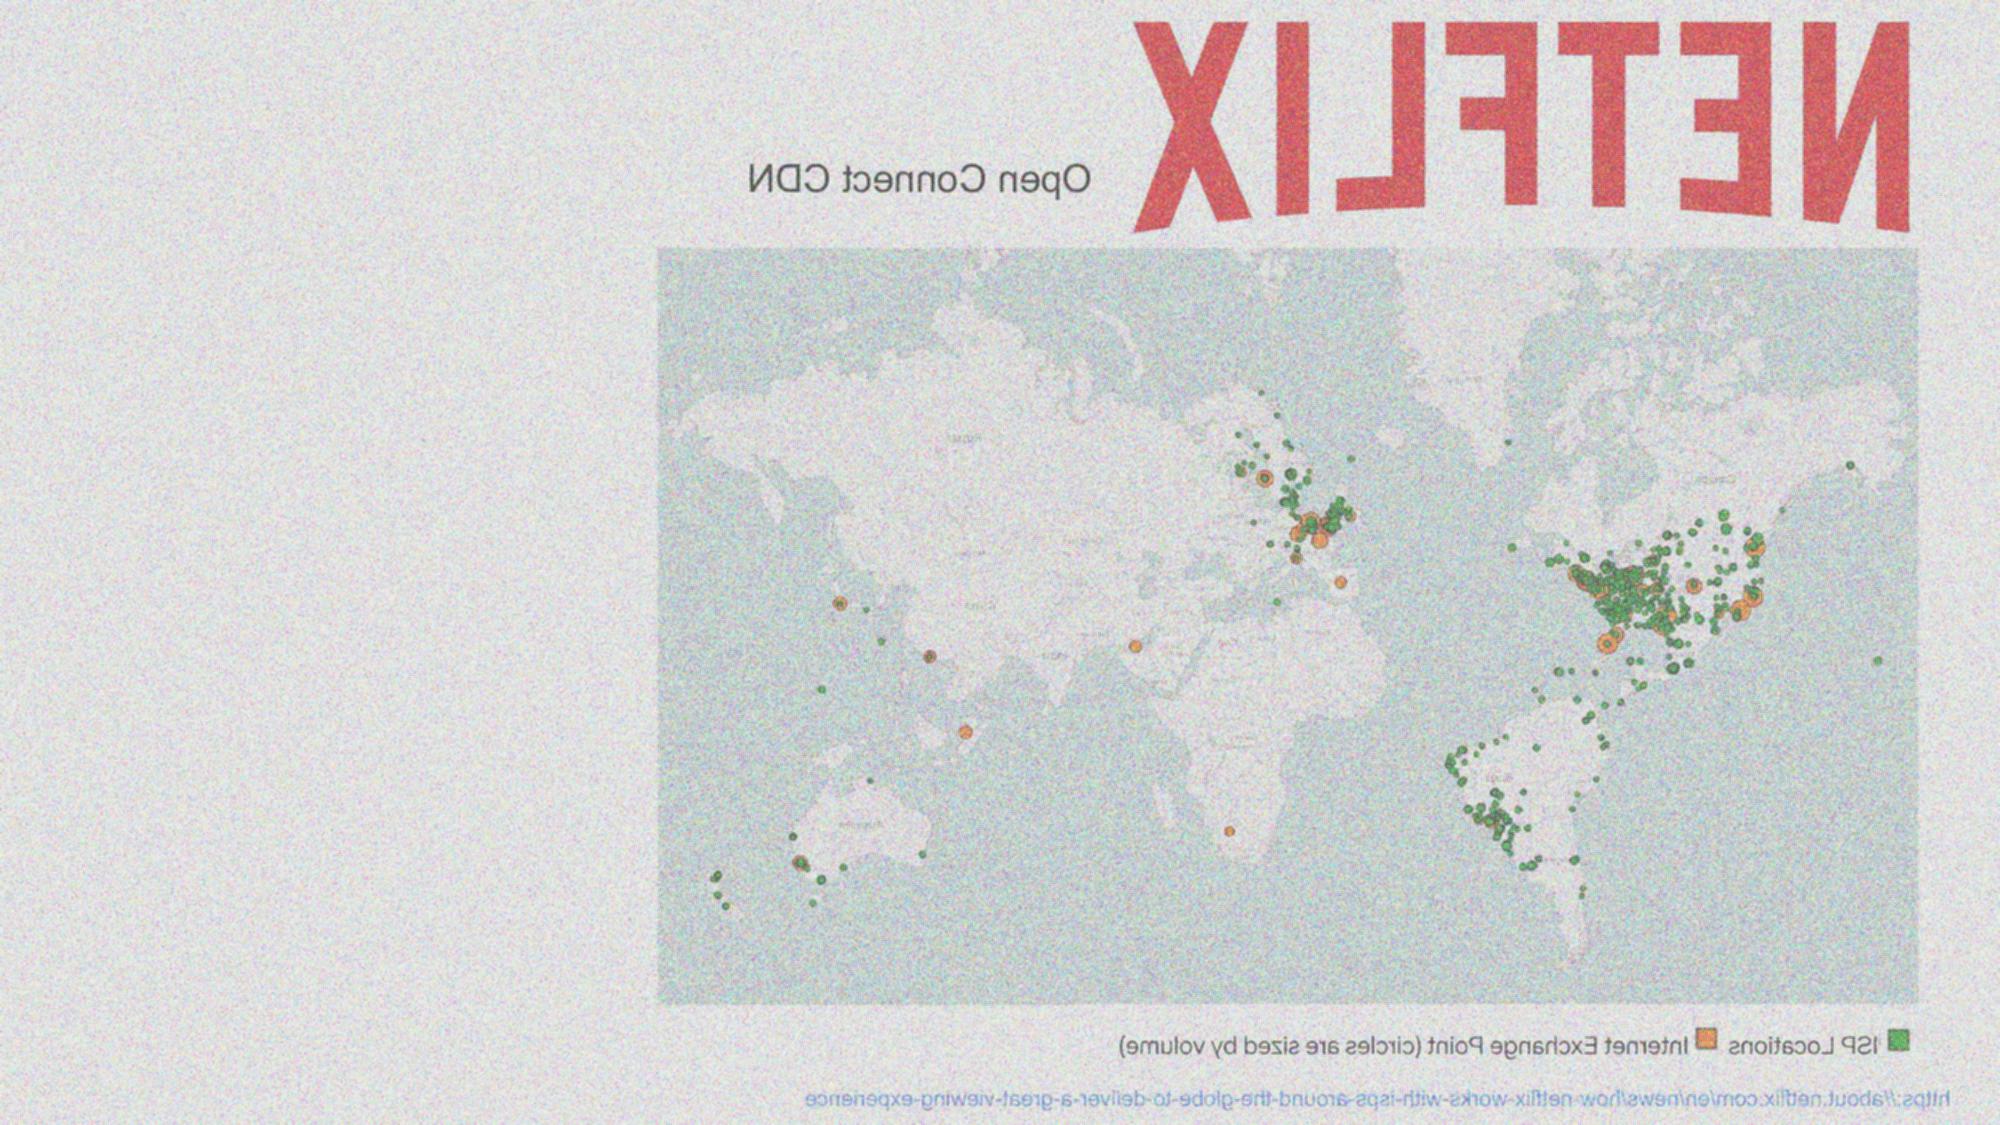 NETFLIX
Open Connect CDN
ISP Locations Internet Exchange Point (circles are sized by volume)
https://about.netflix.com/en/news/how-netflix-works-with-isps-around-the-globe-to-deliver-a-great-viewing-experience